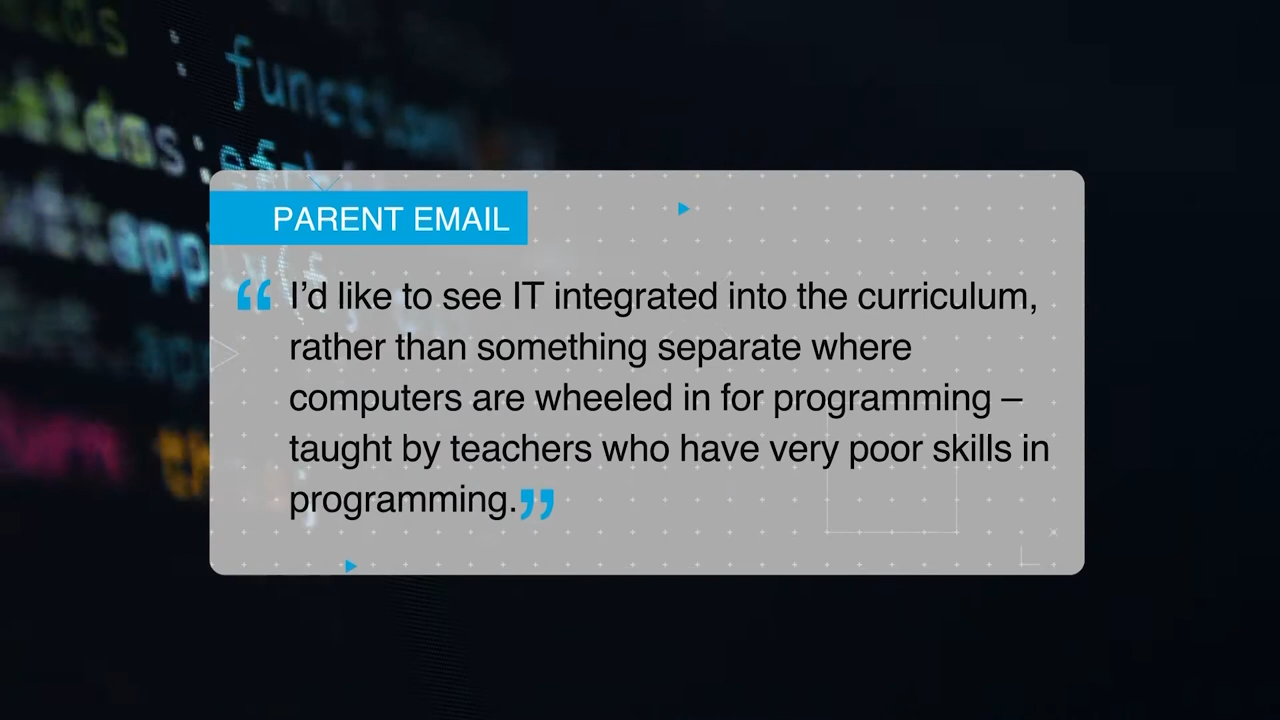 function
PARENT EMAIL
“ I’d like to see IT integrated into the curriculum,
rather than something separate where
computers are wheeled in for programming –
taught by teachers who have very poor skills in
programming.”